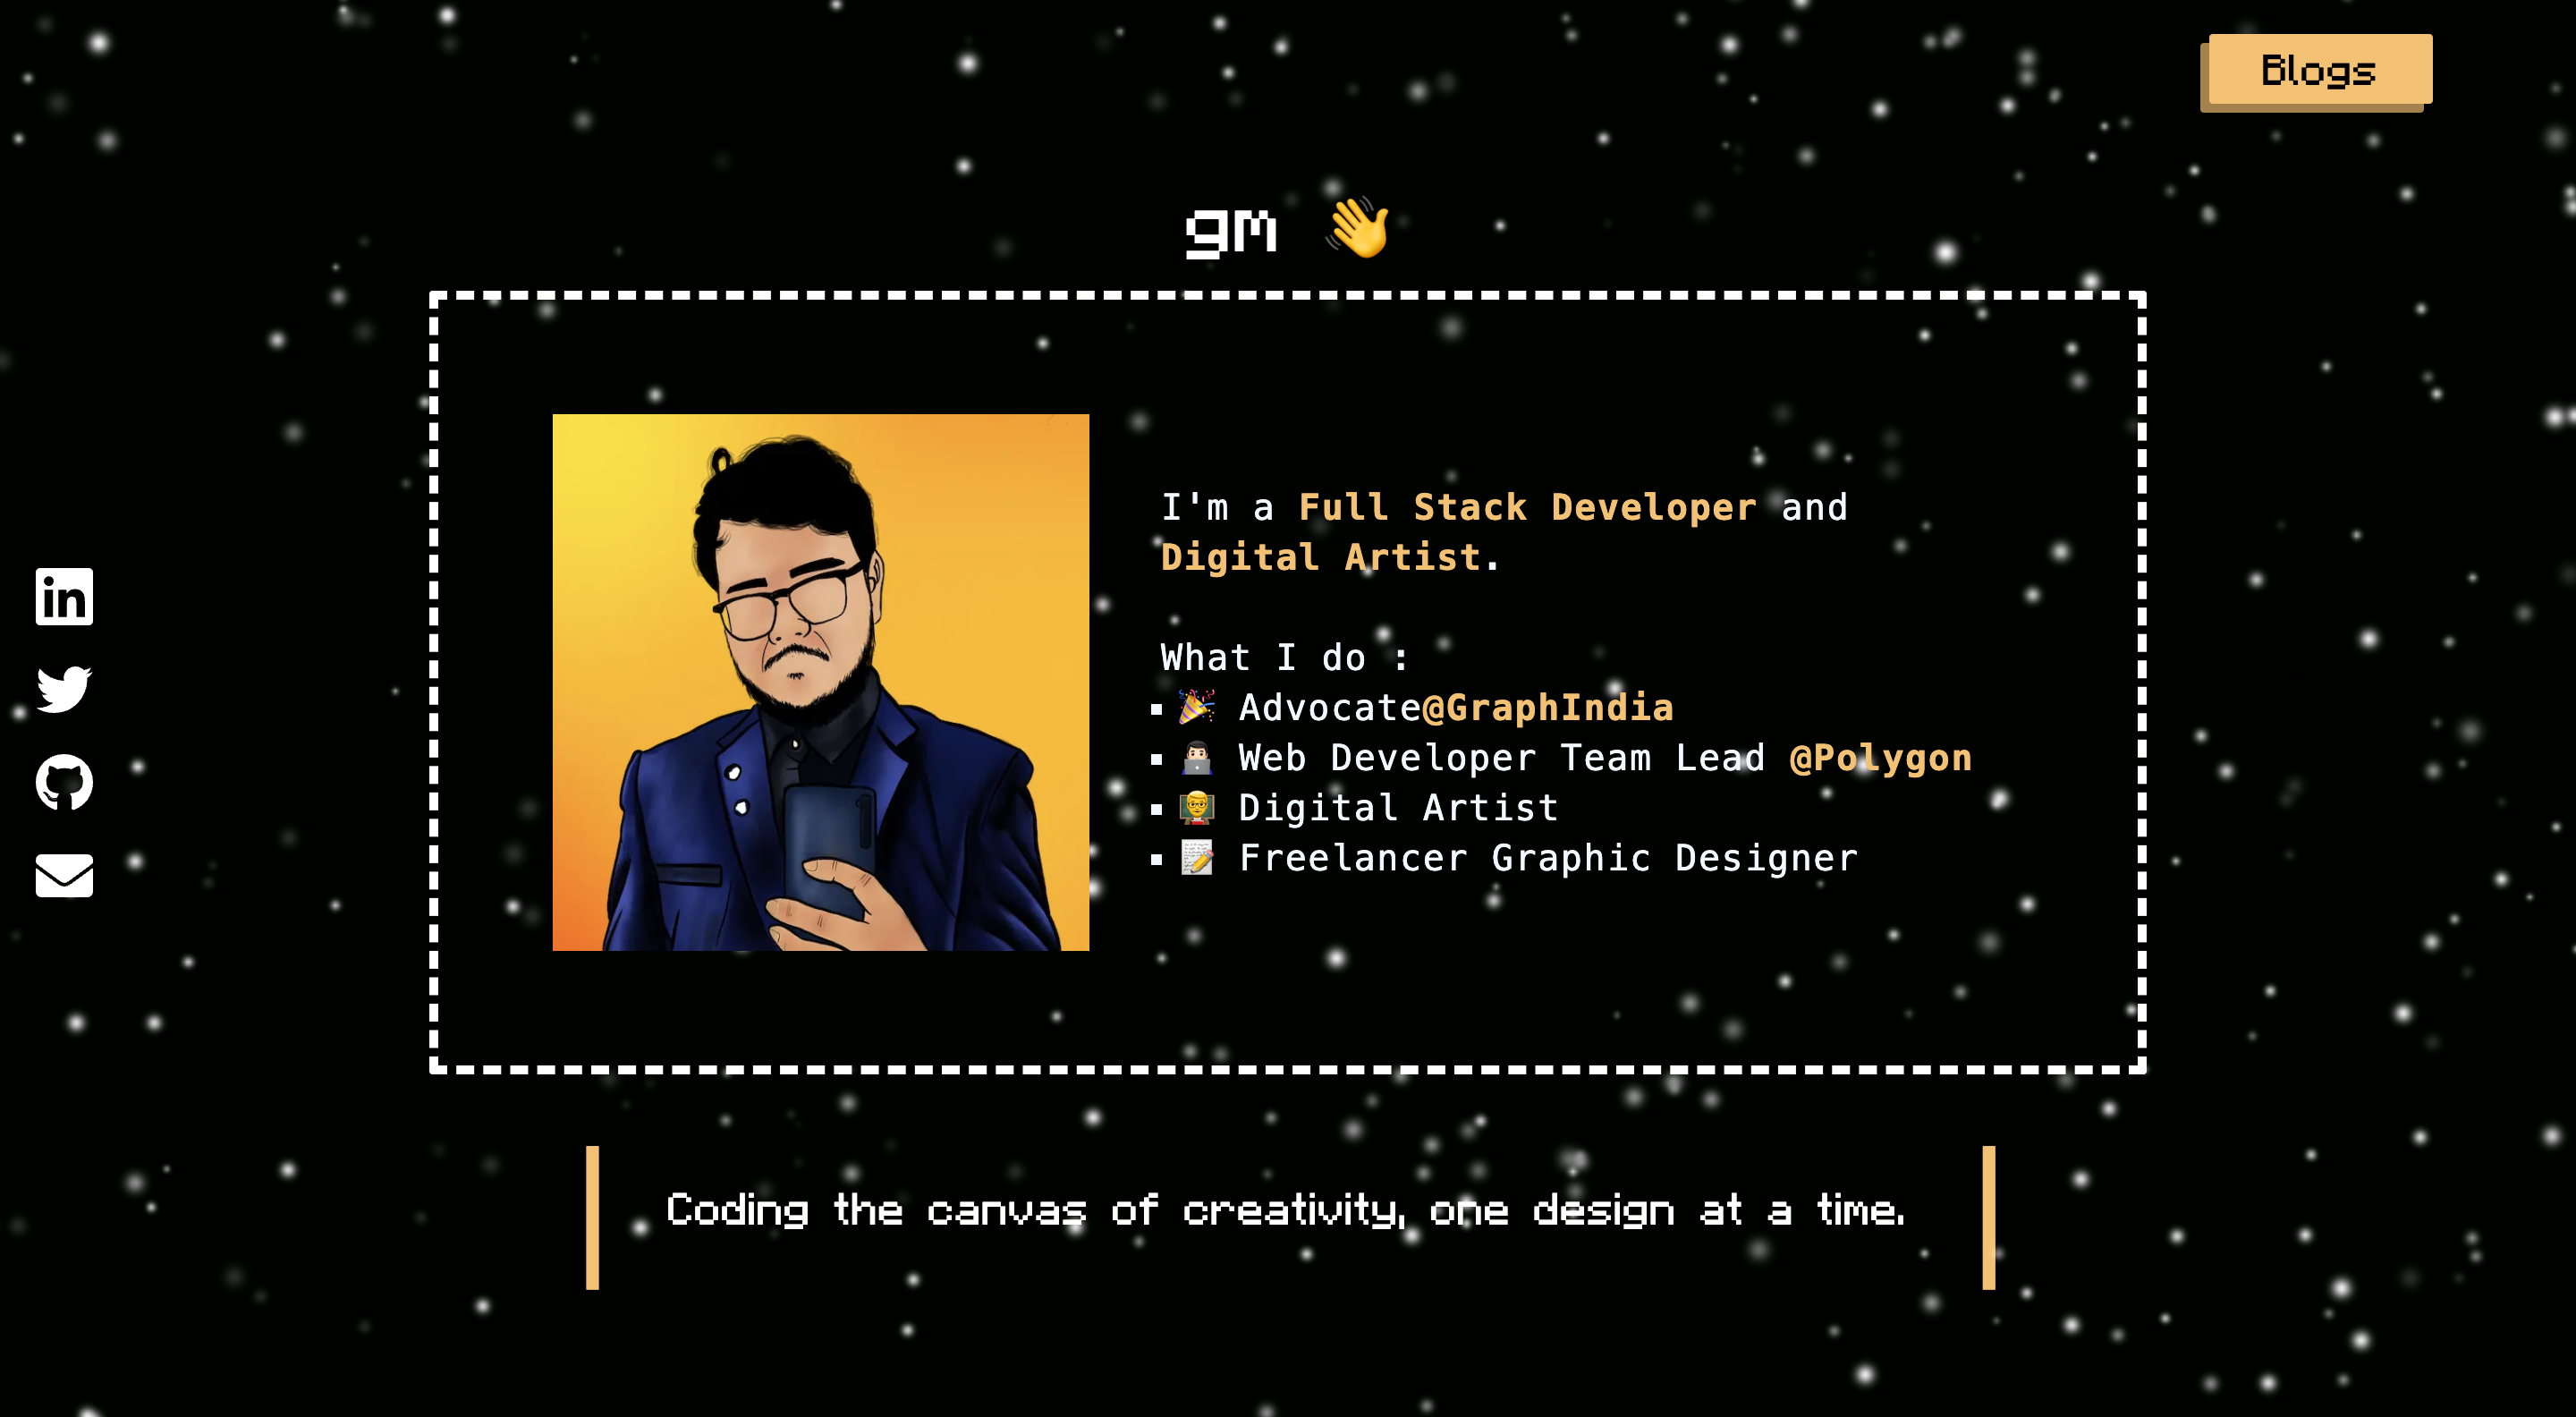 Blogs
gm 👋
I'm a Full Stack Developer and
Digital Artist.
What I do :
▪🎉 Advocate@GraphIndia
▪👨🏻‍💻 Web Developer Team Lead @Polygon
▪👨‍🏫 Digital Artist
▪📝 Freelancer Graphic Designer
in
Coding the canvas of creativity, one design at a time.